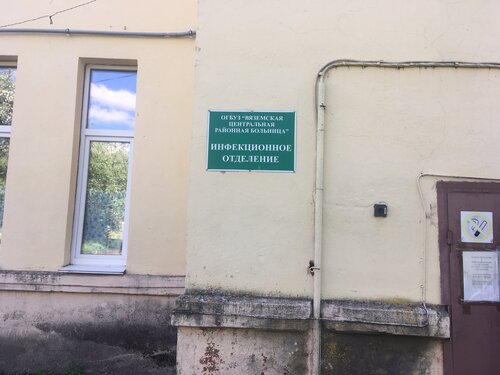 ОГБУЗ "ВЯЗЕМСКАЯ
ЦЕНТРАЛЬНАЯ
РАЙОННАЯ БОЛЬНИЦА"
ИНФЕКЦИОННОЕ
ОТДЕЛЕНИЕ